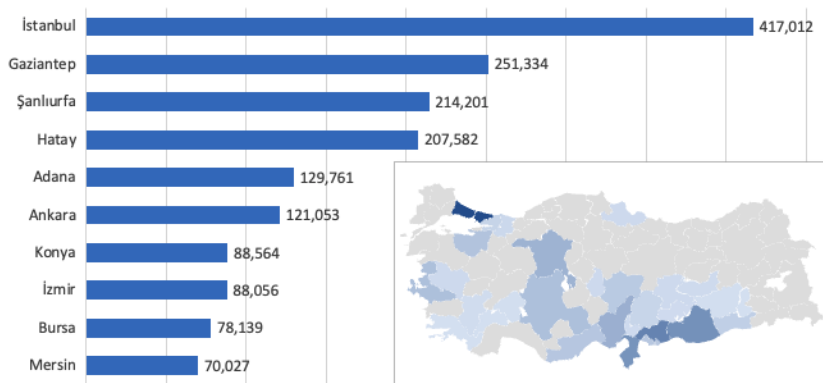 İstanbul 417,012
Gaziantep 251,334
Şanlıurfa 214,201
Hatay 207,582
Adana 129,761
Ankara 121,053
Konya 88,564
İzmir 88,056
Bursa 78,139
Mersin 70,027